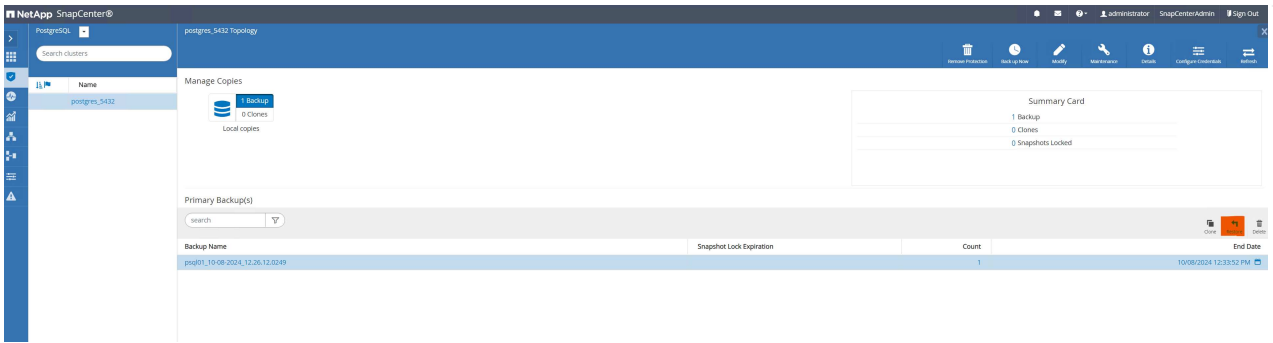 NetApp SnapCenter®
administrator SnapCenterAdmin Sign Out
PostgreSQL
postgres_5432 Topology
Search clusters
Remove Protection Back up Now Modify Maintenance Details Configure Credentials Refresh
Name
postgres_5432
Manage Copies
1 Backup
0 Clones
Local copies
Summary Card
1 Backup
0 Clones
0 Snapshots Locked
Primary Backup(s)
search
Clone Restore Delete
Backup Name Snapshot Lock Expiration Count End Date
psql01_10-08-2024_12.26.12.0249 1 10/08/2024 12:33:52 PM